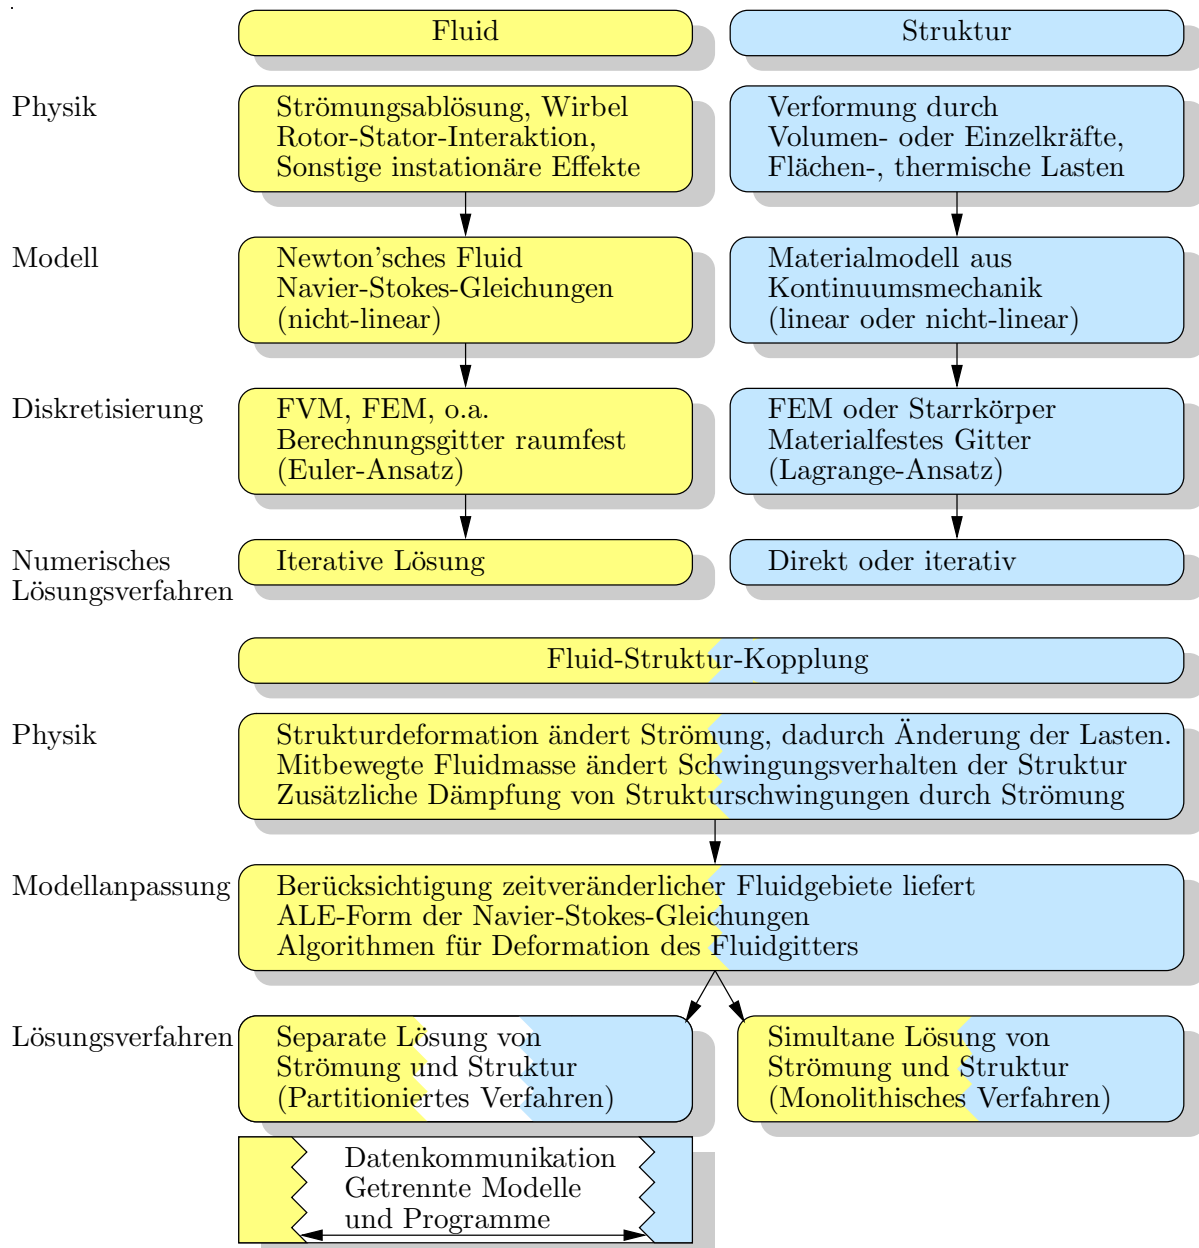 Fluid
Struktur
Physik
Strömungsablösung, Wirbel
Rotor-Stator-Interaktion,
Sonstige instationäre Effekte
Verformung durch
Volumen- oder Einzelkräfte,
Flächen-, thermische Lasten
Modell
Newton'sches Fluid
Navier-Stokes-Gleichungen
(nicht-linear)
Materialmodell aus
Kontinuumsmechanik
(linear oder nicht-linear)
Diskretisierung
FVM, FEM, o.a.
Berechnungsgitter raumfest
(Euler-Ansatz)
FEM oder Starrkörper
Materialfestes Gitter
(Lagrange-Ansatz)
Numerisches
Lösungsverfahren
Iterative Lösung
Direkt oder iterativ
Fluid-Struktur-Kopplung
Physik
Strukturdeformation ändert Strömung, dadurch Änderung der Lasten.
Mitbewegte Fluidmasse ändert Schwingungsverhalten der Struktur
Zusätzliche Dämpfung von Strukturschwingungen durch Strömung
Modellanpassung
Berücksichtigung zeitveränderlicher Fluidgebiete liefert
ALE-Form der Navier-Stokes-Gleichungen
Algorithmen für Deformation des Fluidgitters
Lösungsverfahren
Separate Lösung von
Strömung und Struktur
(Partitioniertes Verfahren)
Simultane Lösung von
Strömung und Struktur
(Monolithisches Verfahren)
Datenkommunikation
Getrennte Modelle
und Programme